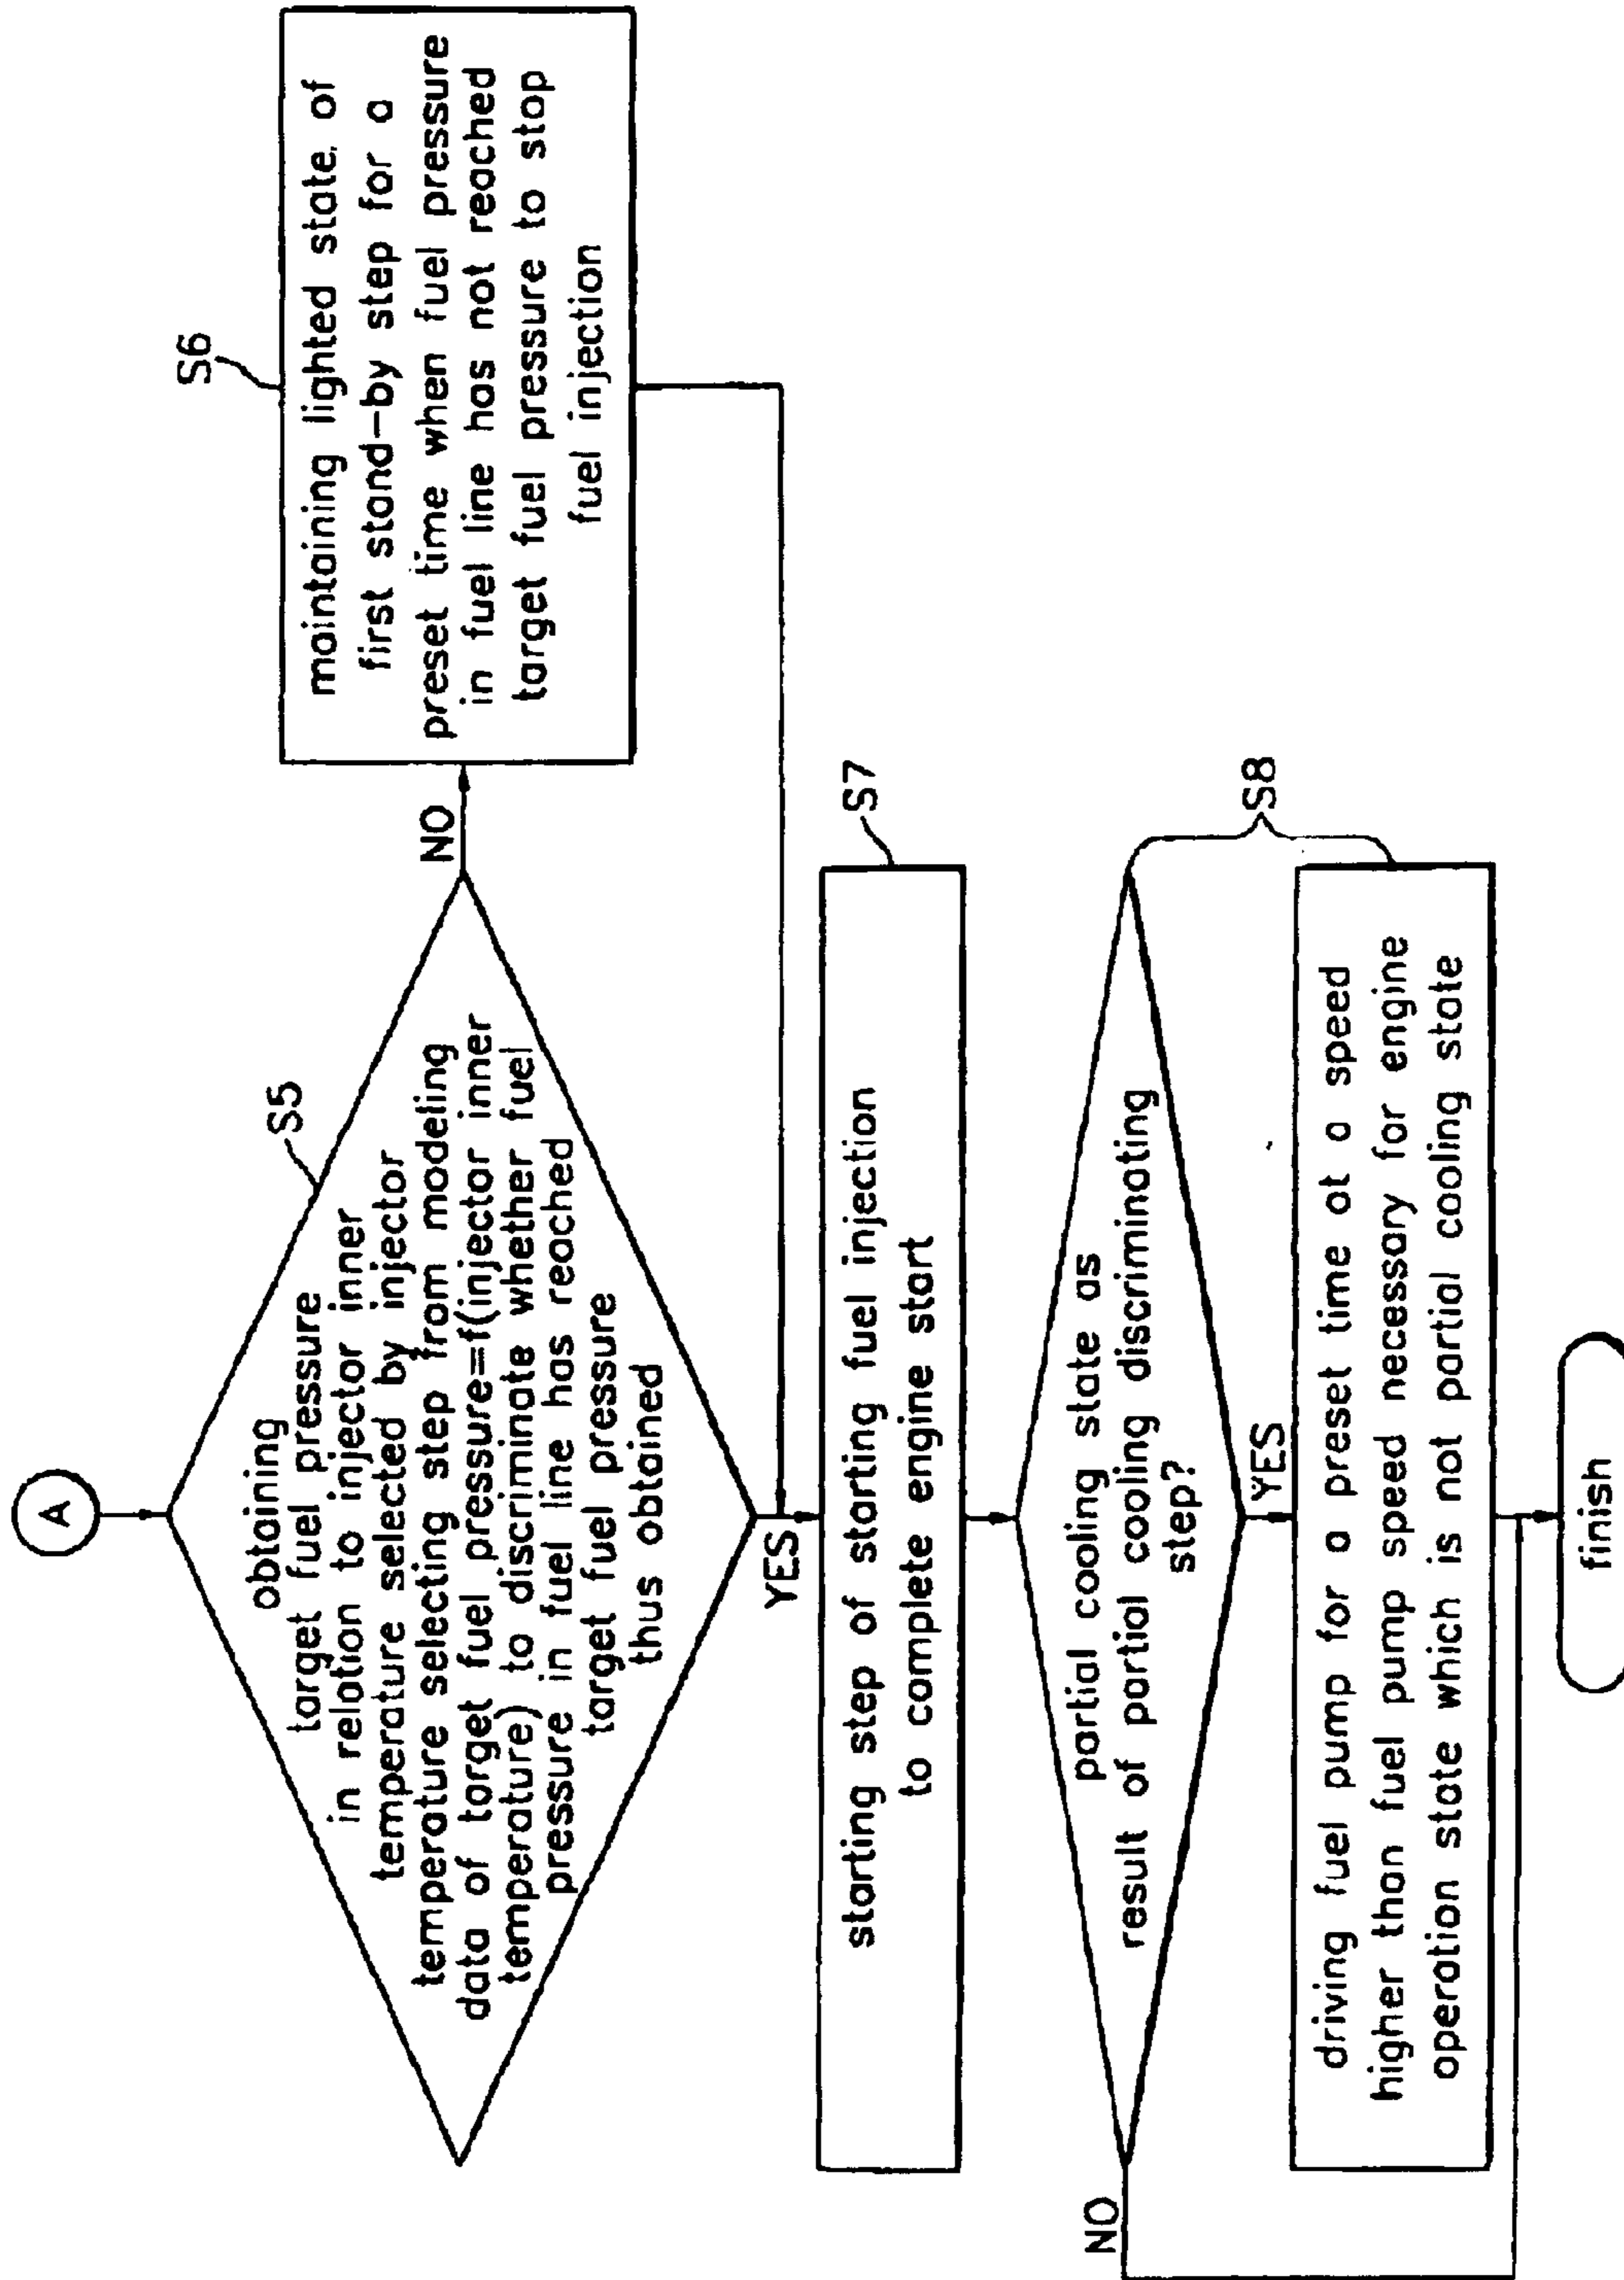 A
obtaining
target fuel pressure
in relation to injector inner
temperature selected by injector
temperature selecting step from modeling
data of target fuel pressure=f(injector inner
temperature) to discriminate whether fuel
pressure in fuel line has reached
target fuel pressure
thus obtained
S5
NO
S6
maintaining lighted state of
first stand-by step for a
preset time when fuel pressure
in fuel line has not reached
target fuel pressure to stop
fuel injection
YES
starting step of starting fuel injection
to complete engine start
S7
partial cooling state as
result of partial cooling discriminating
step?
NO
YES
S8
driving fuel pump for a preset time at a speed
higher than fuel pump speed necessary for engine
operation state which is not partial cooling state
finish